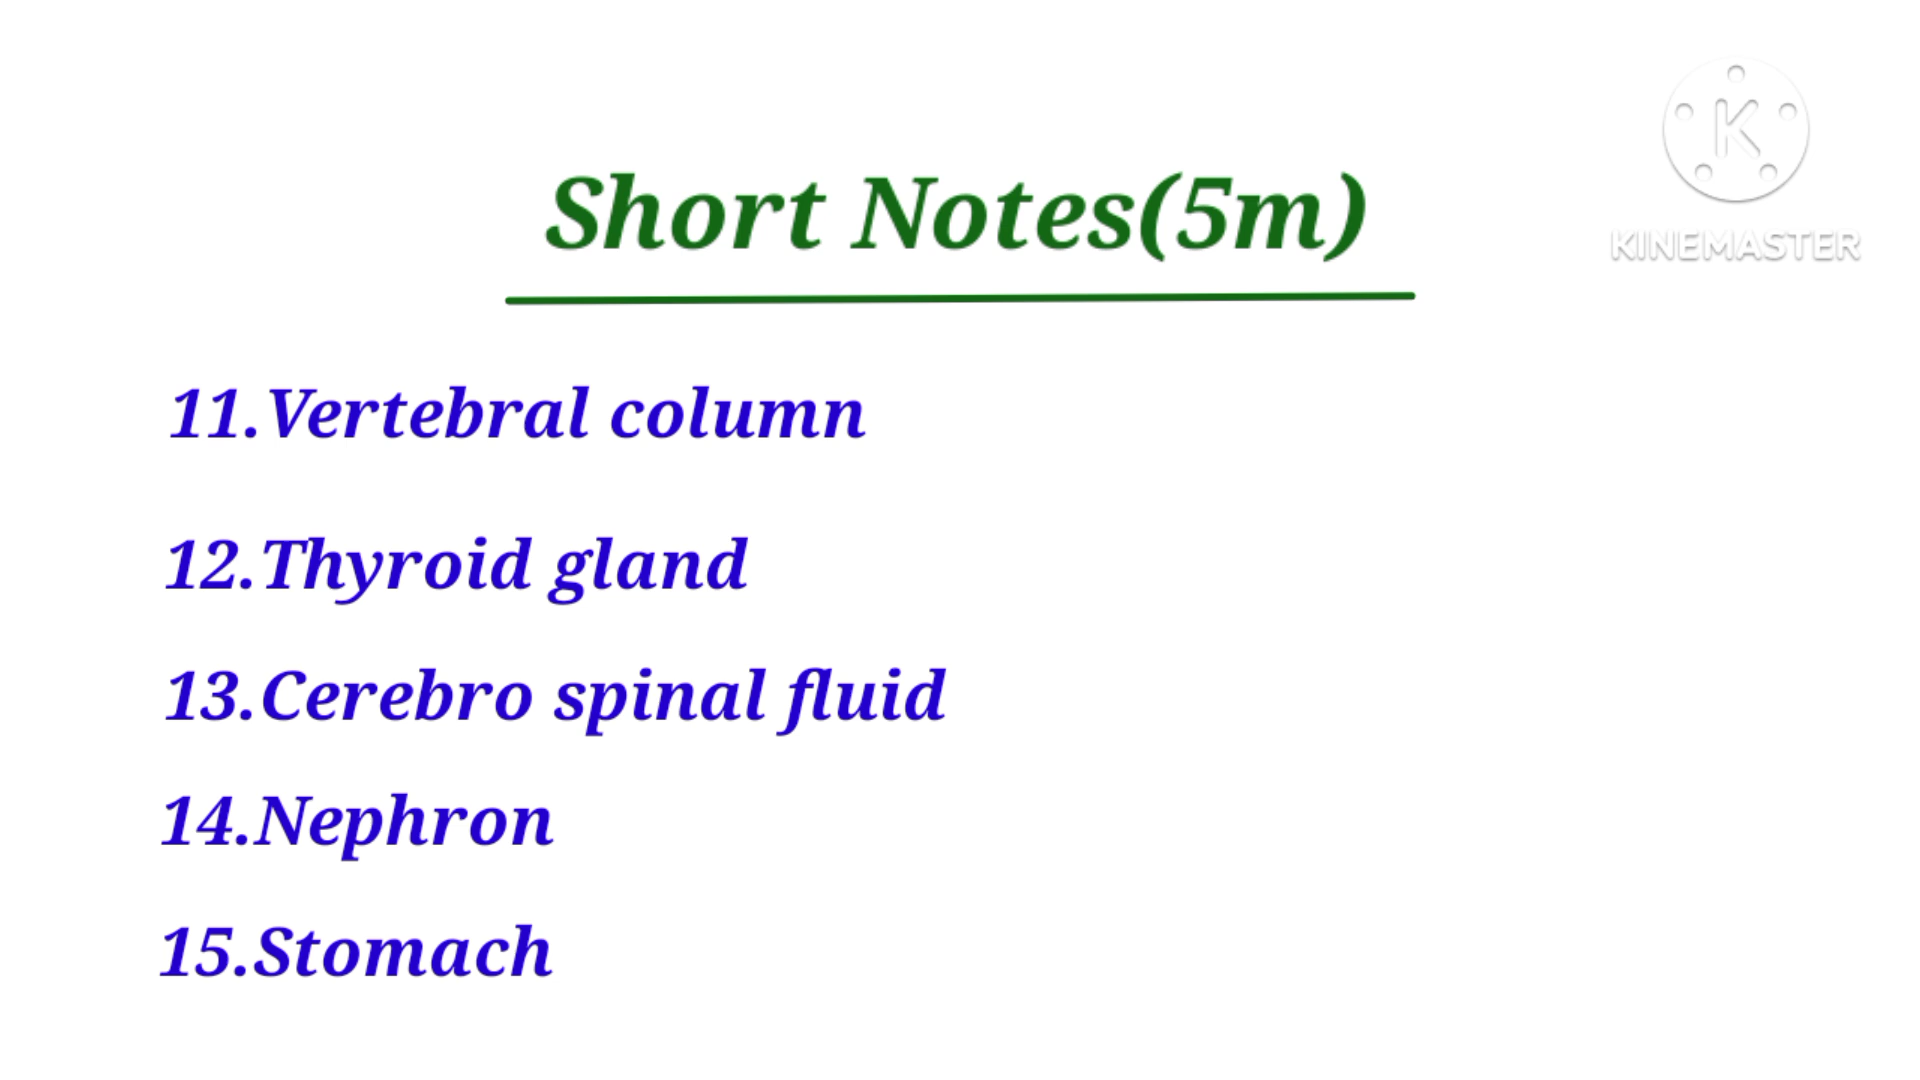 Short Notes(5m)
K
KINEMASTER
11.Vertebral column
12.Thyroid gland
13.Cerebro spinal fluid
14.Nephron
15.Stomach